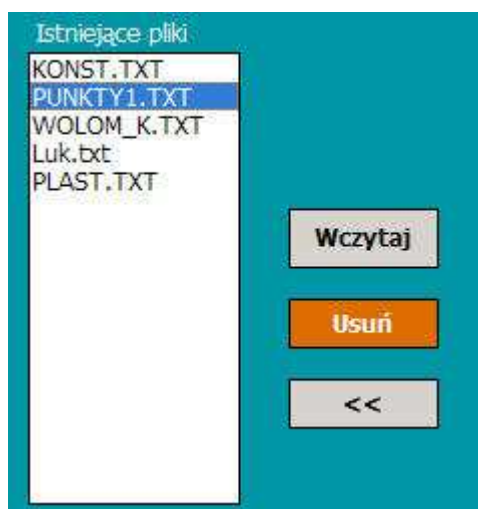 Istniejące pliki
KONST.TXT
PUNKTY1.TXT
WOLOM_K.TXT
Luk.txt
PLAST.TXT
Wczytaj
Usuń
<<